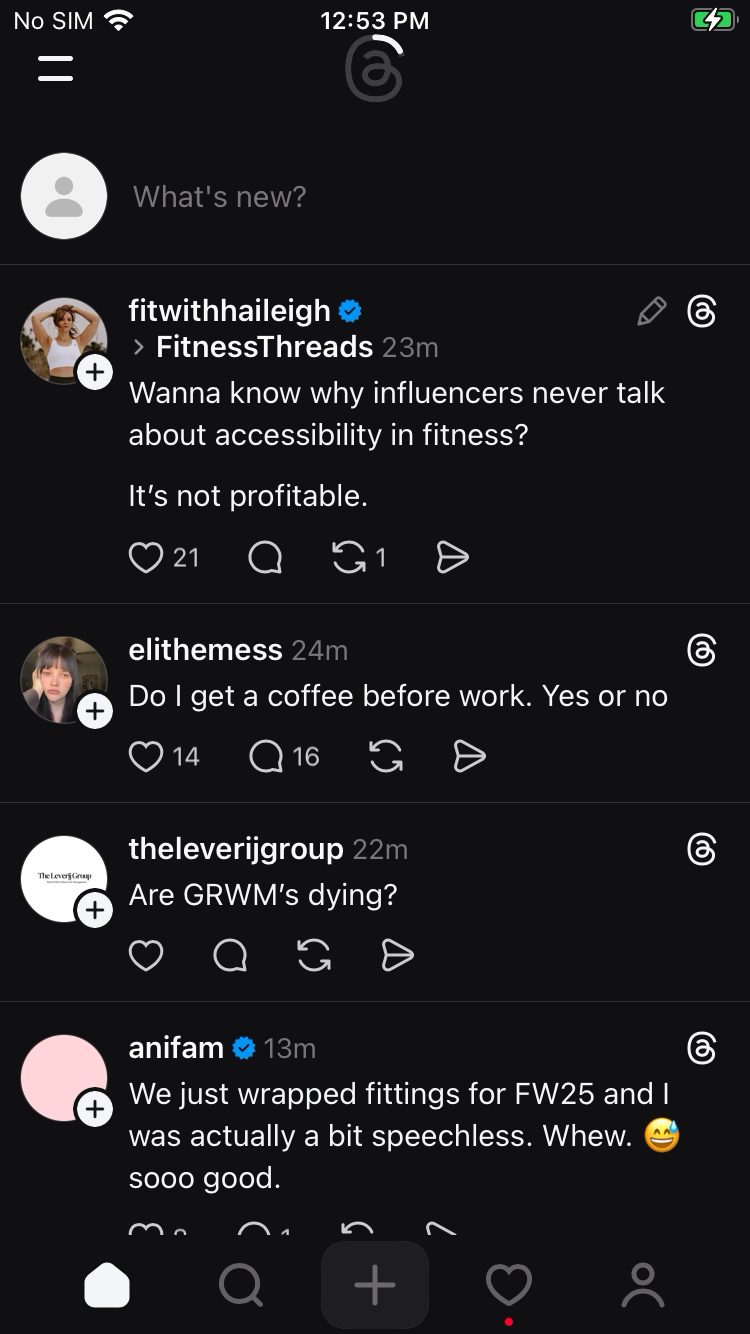 No SIM 12:53 PM
What's new?
fitwithhaileigh
> FitnessThreads 23m
Wanna know why influencers never talk
about accessibility in fitness?
It’s not profitable.
21 1
elithemess 24m
Do I get a coffee before work. Yes or no
14 16
The Leverij Group
theleverijgroup 22m
Are GRWM’s dying?
anifam 13m
We just wrapped fittings for FW25 and I
was actually a bit speechless. Whew. 😅
sooo good.